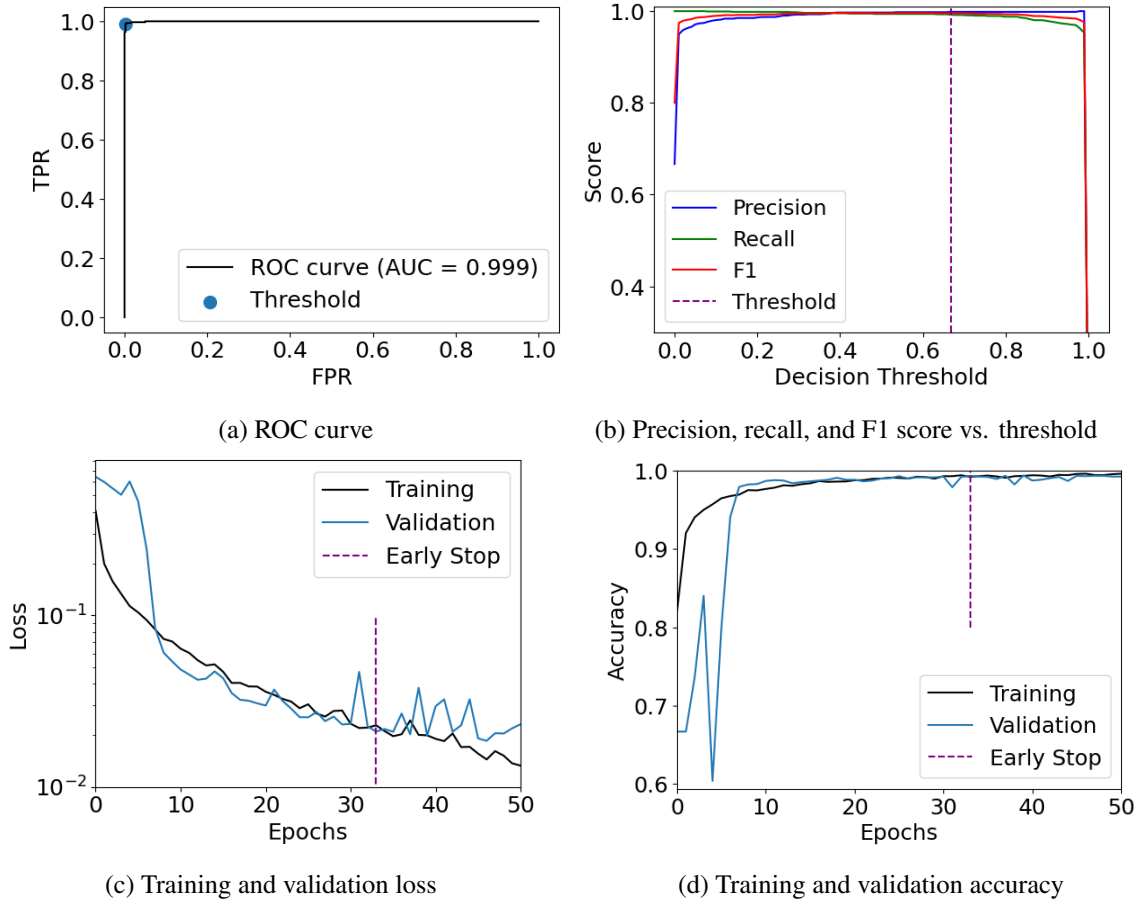 1.0
0.8
0.6
0.4
0.2
0.0
TPR
ROC curve (AUC = 0.999)
Threshold
0.0 0.2 0.4 0.6 0.8 1.0
FPR
(a) ROC curve
1.0
0.8
0.6
0.4
Score
Precision
Recall
F1
Threshold
0.0 0.2 0.4 0.6 0.8 1.0
Decision Threshold
(b) Precision, recall, and F1 score vs. threshold
10⁻¹
10⁻²
Loss
Training
Validation
Early Stop
0 10 20 30 40 50
Epochs
(c) Training and validation loss
1.0
0.9
0.8
0.7
0.6
Accuracy
Training
Validation
Early Stop
0 10 20 30 40 50
Epochs
(d) Training and validation accuracy